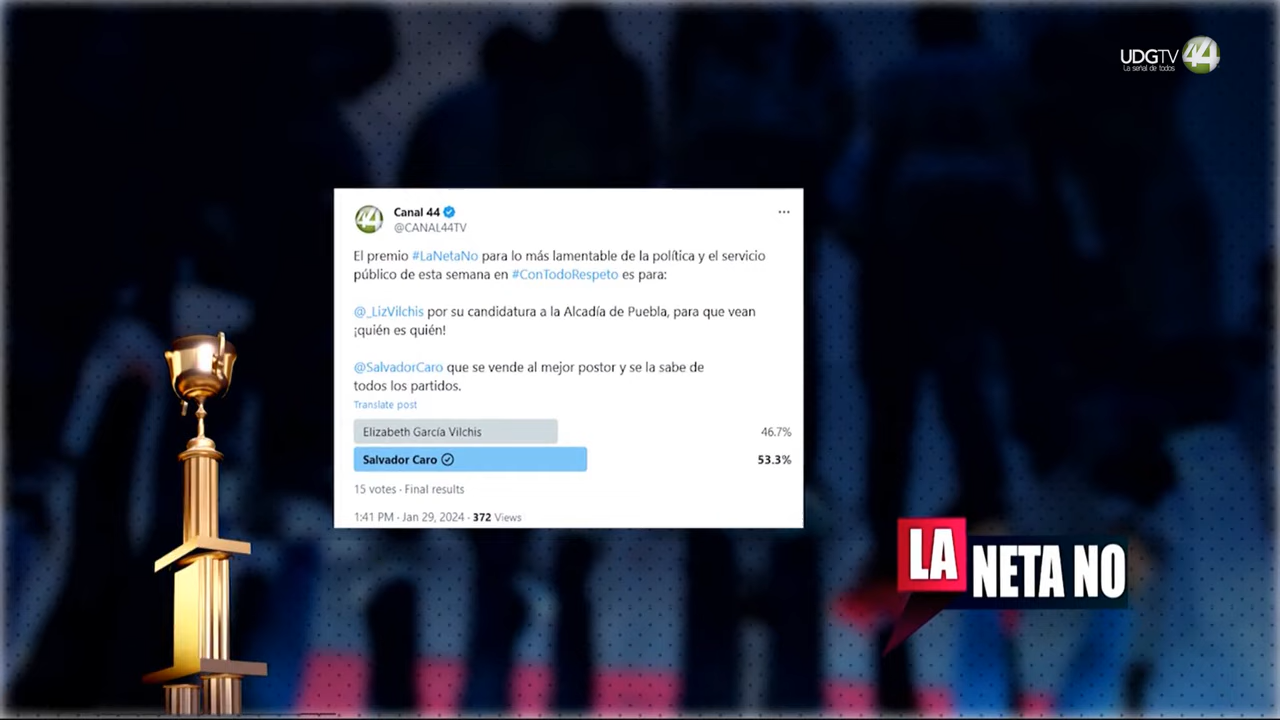 UDGTV 44
La señal de todos
44
Canal 44
@CANAL44TV
El premio #LaNetaNo para lo más lamentable de la política y el servicio
público de esta semana en #ConTodoRespeto es para:
@_LizVilchis por su candidatura a la Alcadía de Puebla, para que vean
¡quién es quién!
@SalvadorCaro que se vende al mejor postor y se la sabe de
todos los partidos.
Translate post
Elizabeth García Vilchis 46.7%
Salvador Caro 53.3%
15 votes · Final results
1:41 PM · Jan 29, 2024 · 372 Views
LA NETA NO